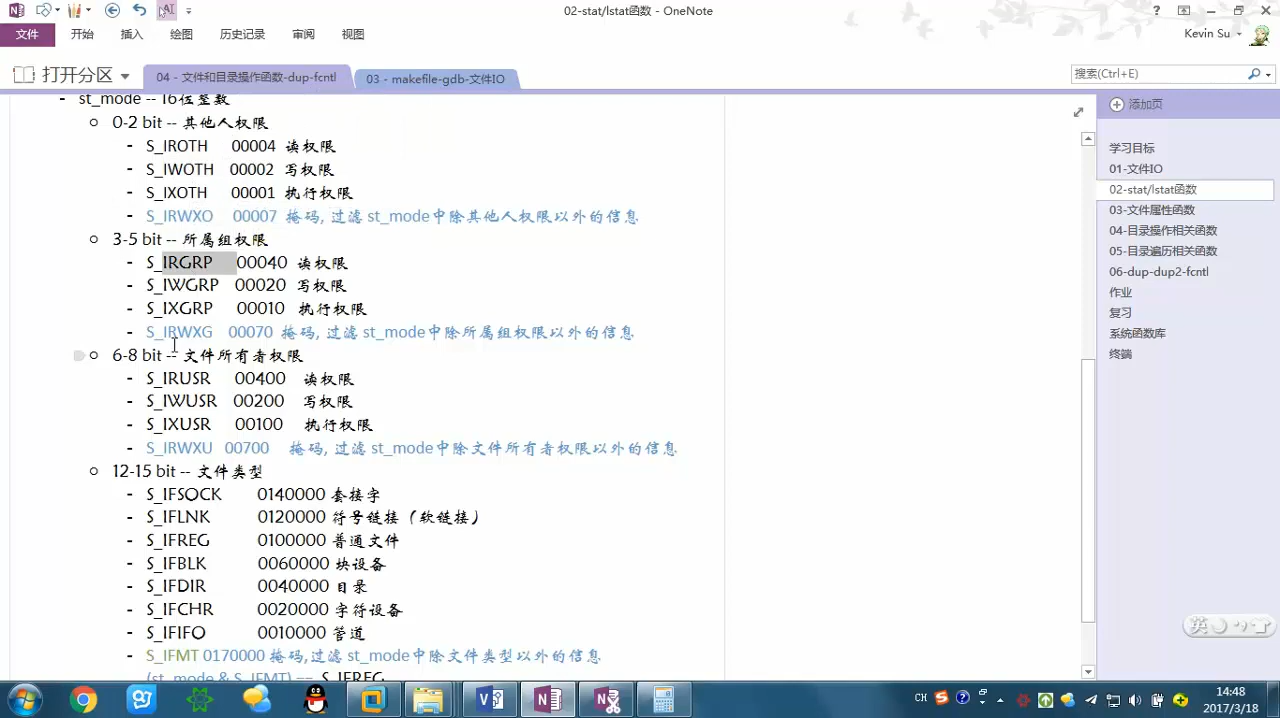 02-stat/lstat函数 - OneNote
文件 开始 插入 绘图 历史记录 审阅 视图
Kevin Su
打开分区
04 - 文件和目录操作函数-dup-fcntl
03 - makefile-gdb-文件IO
搜索(Ctrl+E)
- st_mode -- 16位整数
0-2 bit -- 其他人权限
- S_IROTH 00004 读权限
- S_IWOTH 00002 写权限
- S_IXOTH 00001 执行权限
- S_IRWXO 00007 掩码, 过滤 st_mode中除其他人权限以外的信息
3-5 bit -- 所属组权限
- S_IRGRP 00040 读权限
- S_IWGRP 00020 写权限
- S_IXGRP 00010 执行权限
- S_IRWXG 00070 掩码, 过滤 st_mode中除所属组权限以外的信息
6-8 bit -- 文件所有者权限
- S_IRUSR 00400 读权限
- S_IWUSR 00200 写权限
- S_IXUSR 00100 执行权限
- S_IRWXU 00700 掩码, 过滤 st_mode中除文件所有者权限以外的信息
12-15 bit -- 文件类型
- S_IFSOCK 0140000 套接字
- S_IFLNK 0120000 符号链接（软链接）
- S_IFREG 0100000 普通文件
- S_IFBLK 0060000 块设备
- S_IFDIR 0040000 目录
- S_IFCHR 0020000 字符设备
- S_IFIFO 0010000 管道
- S_IFMT 0170000 掩码,过滤 st_mode中除文件类型以外的信息
(st_mode & S_IFMT) == S_IFREG
添加页
学习目标
01-文件IO
02-stat/lstat函数
03-文件属性函数
04-目录操作相关函数
05-目录遍历相关函数
06-dup-dup2-fcntl
作业
复习
系统函数库
终端
英
CH
14:48
2017/3/18